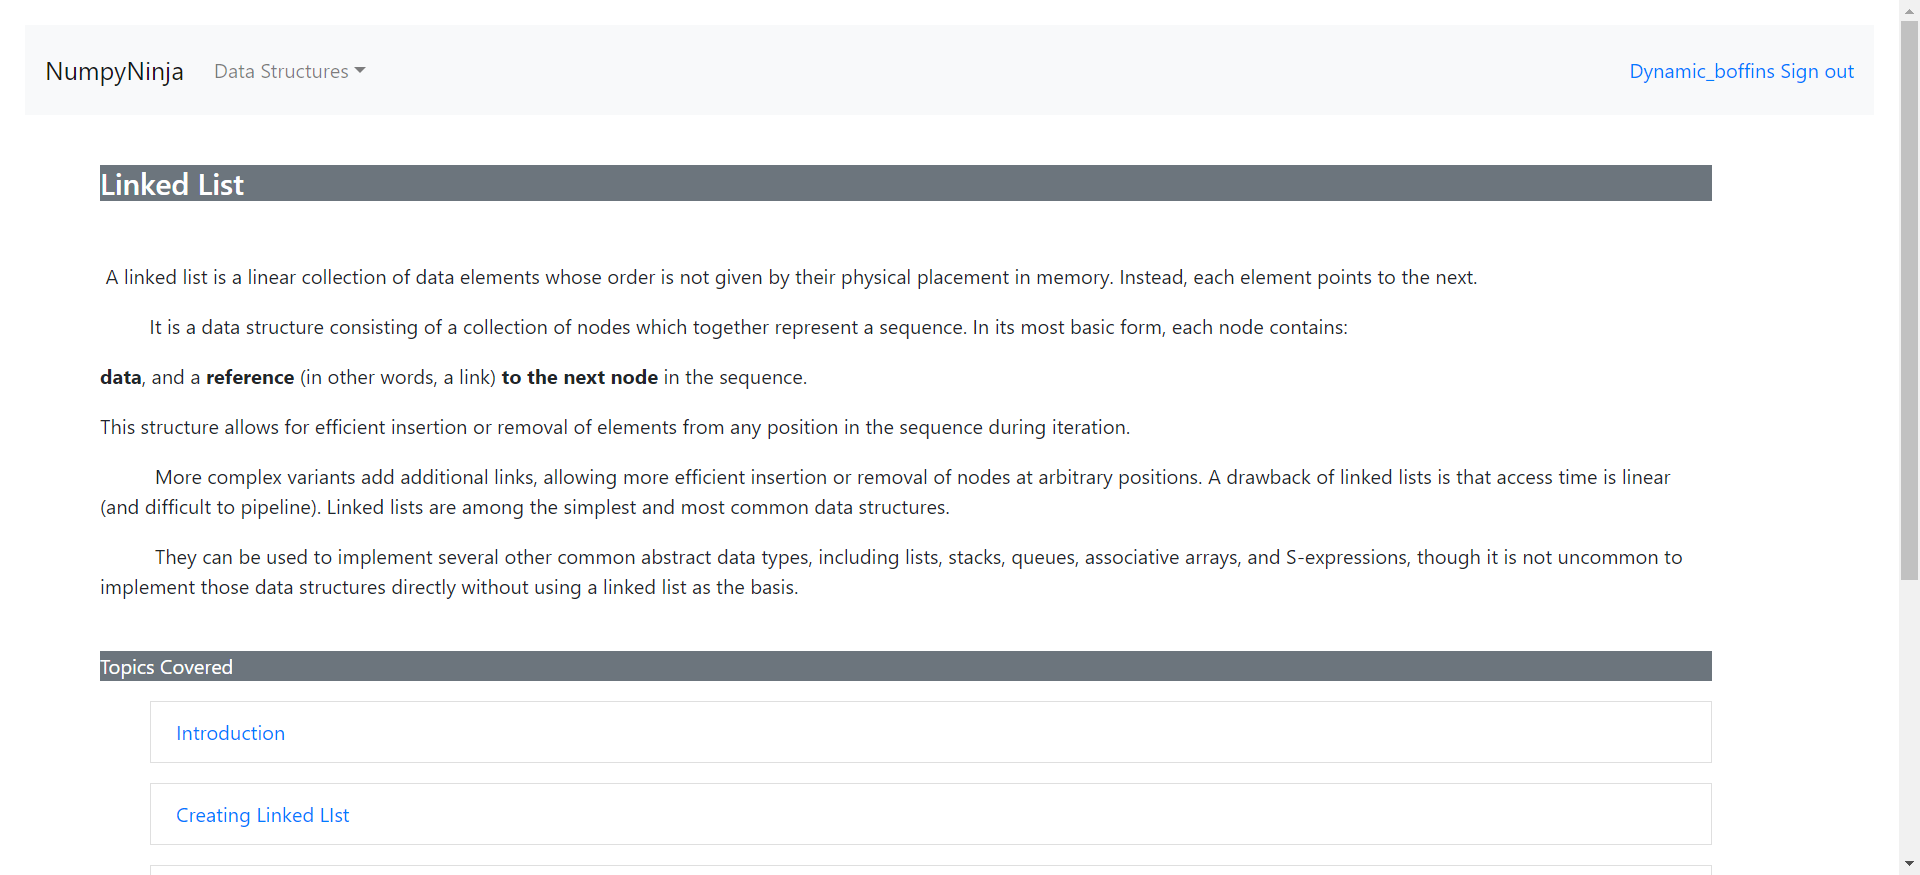 NumpyNinja Data Structures Dynamic_boffins Sign out
Linked List
A linked list is a linear collection of data elements whose order is not given by their physical placement in memory. Instead, each element points to the next.
It is a data structure consisting of a collection of nodes which together represent a sequence. In its most basic form, each node contains:
data, and a reference (in other words, a link) to the next node in the sequence.
This structure allows for efficient insertion or removal of elements from any position in the sequence during iteration.
More complex variants add additional links, allowing more efficient insertion or removal of nodes at arbitrary positions. A drawback of linked lists is that access time is linear
(and difficult to pipeline). Linked lists are among the simplest and most common data structures.
They can be used to implement several other common abstract data types, including lists, stacks, queues, associative arrays, and S-expressions, though it is not uncommon to
implement those data structures directly without using a linked list as the basis.
Topics Covered
Introduction
Creating Linked LIst